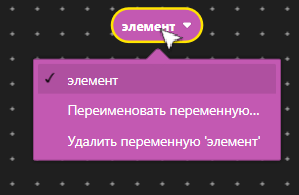 элемент
элемент
Переименовать переменную...
Удалить переменную 'элемент'